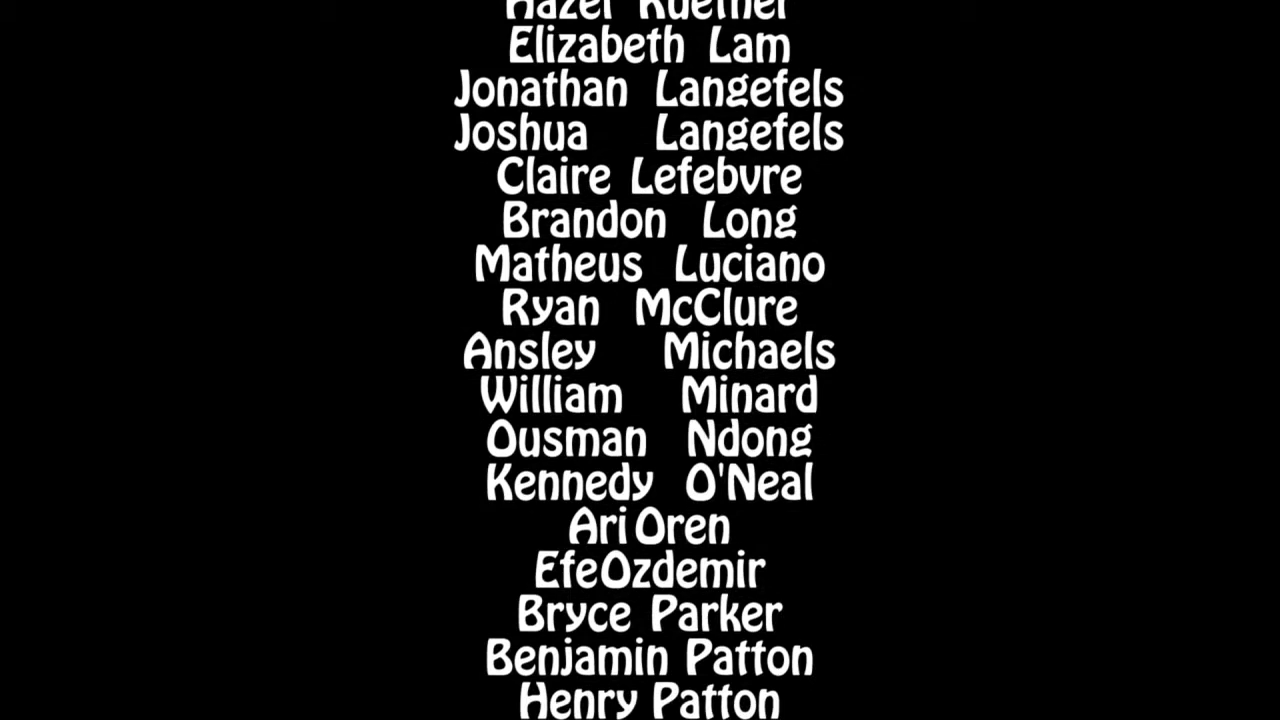 Hazel
Elizabeth Lam
Jonathan Langefels
Joshua Langefels
Claire Lefebvre
Brandon Long
Matheus Luciano
Ryan McClure
Ansley Michaels
William Minard
Ousman Ndong
Kennedy O'Neal
Ari Oren
EfeOzdemir
Bryce Parker
Benjamin Patton
Henry Patton